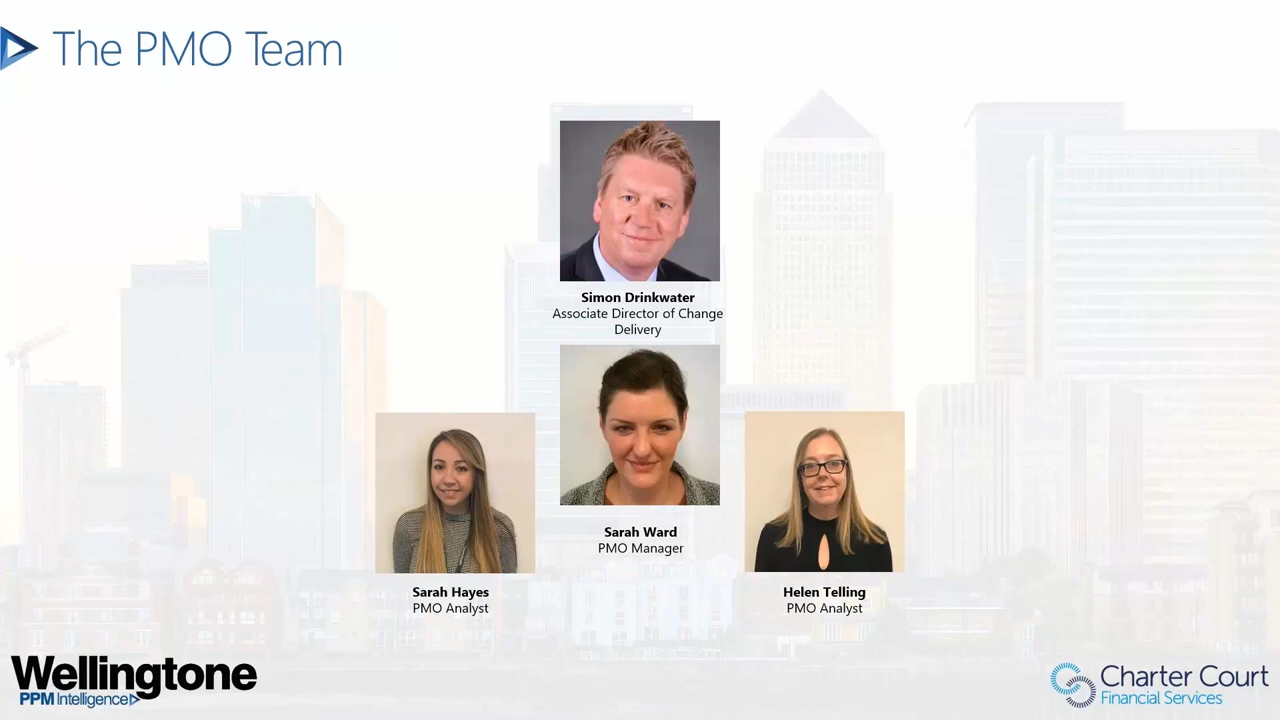 The PMO Team
Simon Drinkwater
Associate Director of Change
Delivery
Sarah Ward
PMO Manager
Sarah Hayes
PMO Analyst
Helen Telling
PMO Analyst
Wellingtone
PPM Intelligence
Charter Court
Financial Services